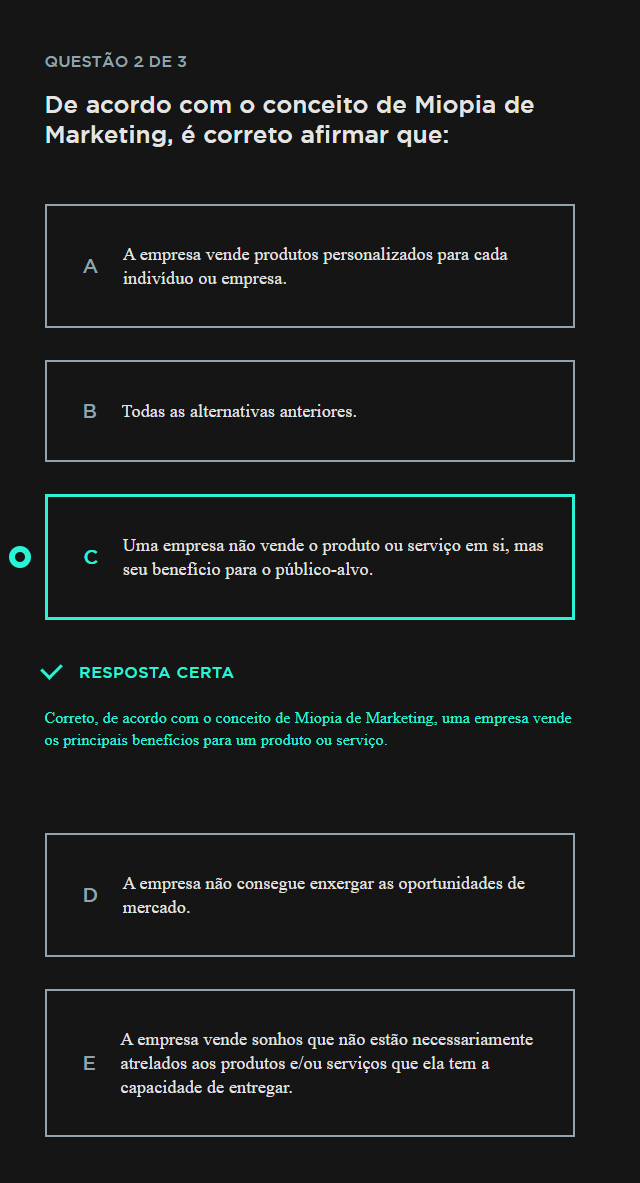 QUESTÃO 2 DE 3
De acordo com o conceito de Miopia de
Marketing, é correto afirmar que:
A
A empresa vende produtos personalizados para cada
indivíduo ou empresa.
B
Todas as alternativas anteriores.
C
Uma empresa não vende o produto ou serviço em si, mas
seu benefício para o público-alvo.
RESPOSTA CERTA
Correto, de acordo com o conceito de Miopia de Marketing, uma empresa vende
os principais benefícios para um produto ou serviço.
D
A empresa não consegue enxergar as oportunidades de
mercado.
E
A empresa vende sonhos que não estão necessariamente
atrelados aos produtos e/ou serviços que ela tem a
capacidade de entregar.